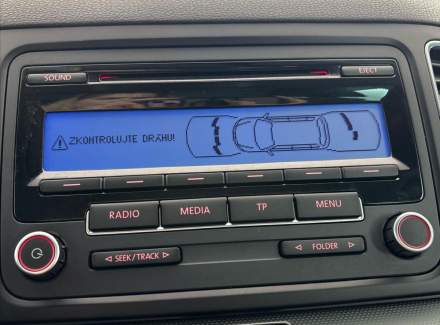 SOUND
EJECT
ZKONTROLUJTE DRÁHU!
RADIO
MEDIA
TP
MENU
SEEK/TRACK
FOLDER